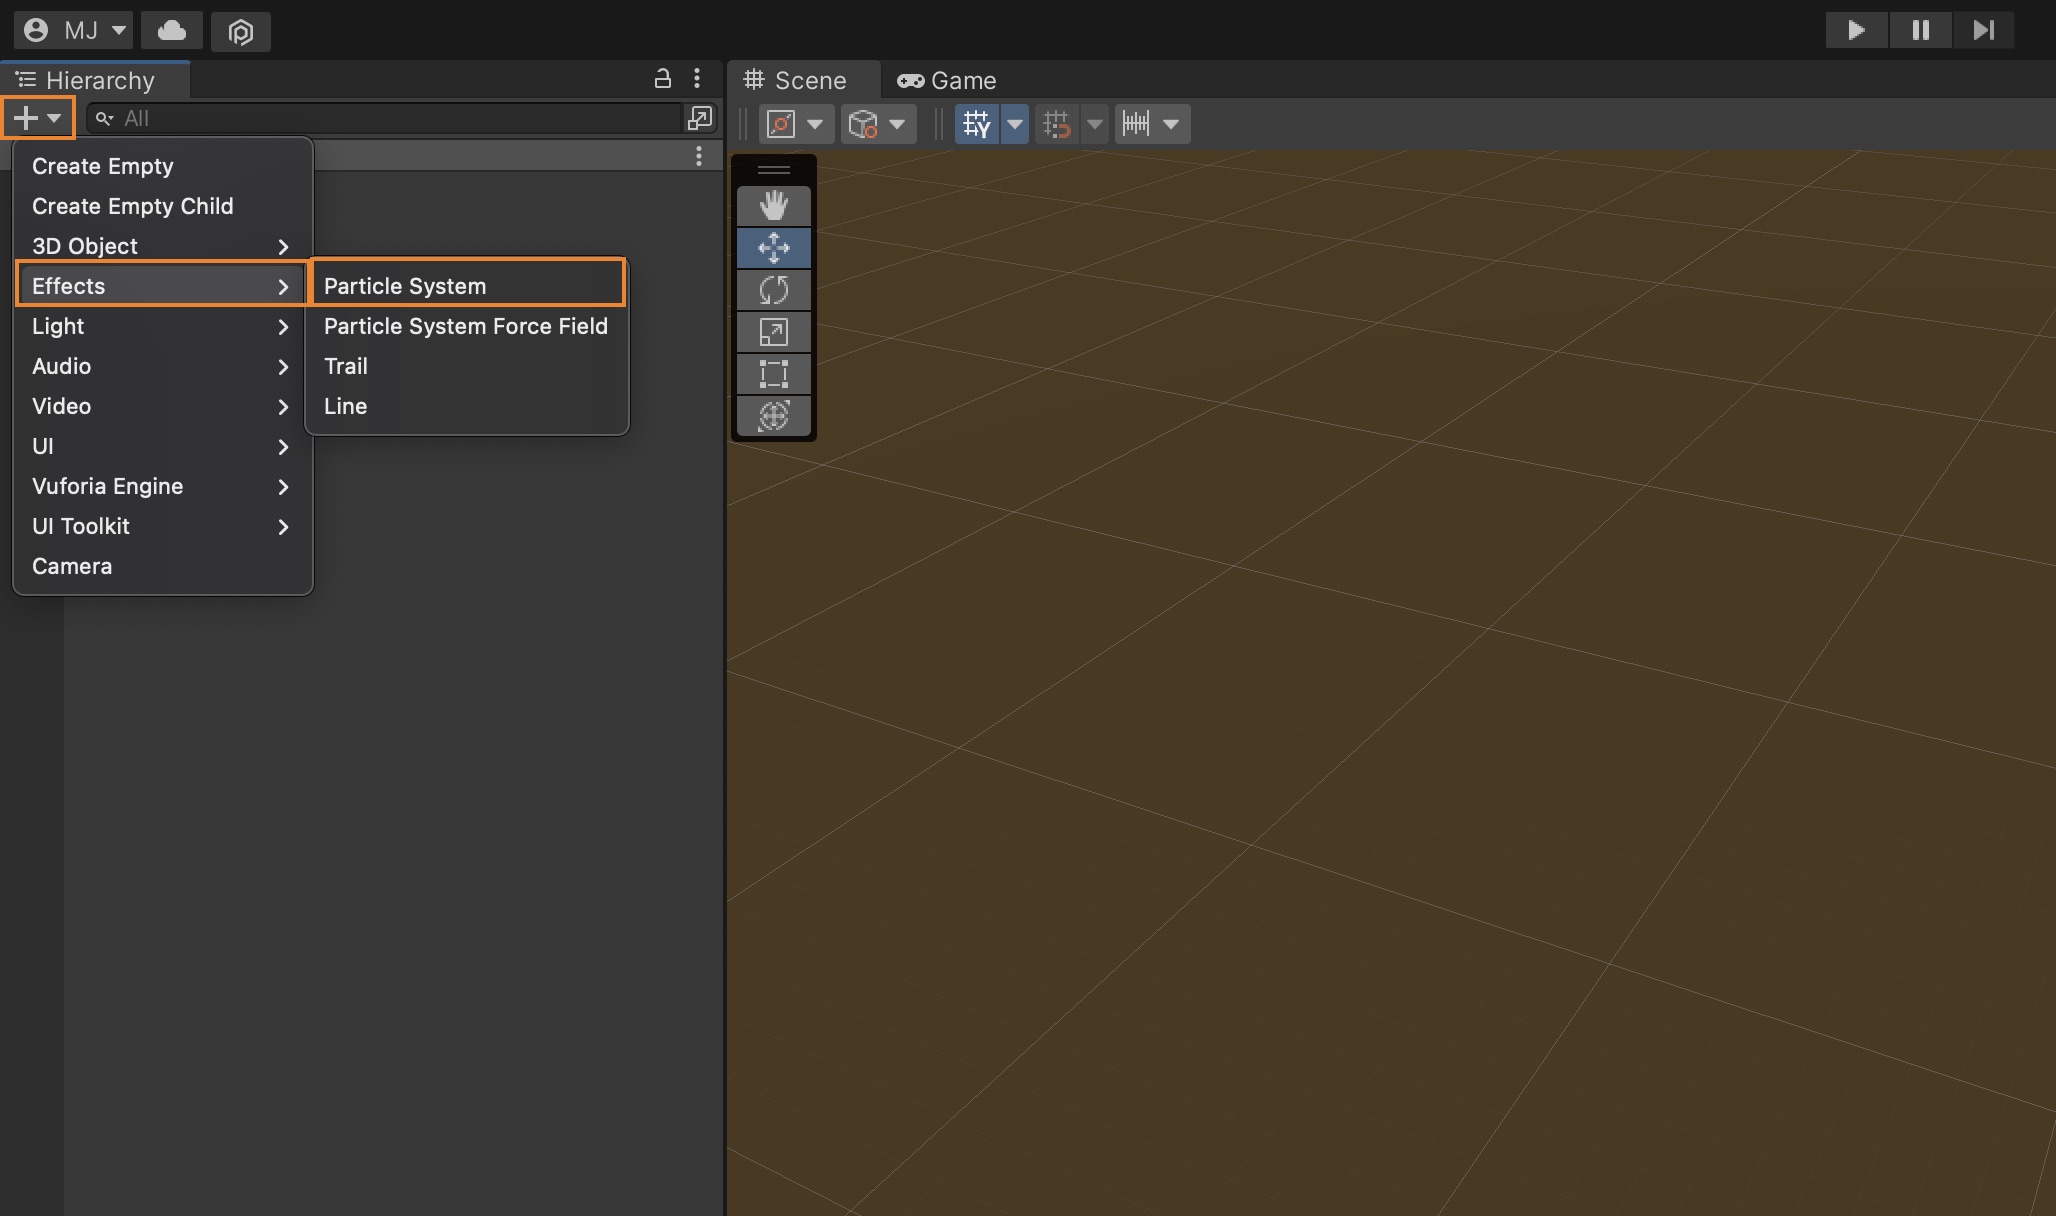 MJ
Hierarchy
Scene
Game
All
Y
Create Empty
Create Empty Child
3D Object
Effects
Particle System
Light
Particle System Force Field
Audio
Trail
Video
Line
UI
Vuforia Engine
UI Toolkit
Camera